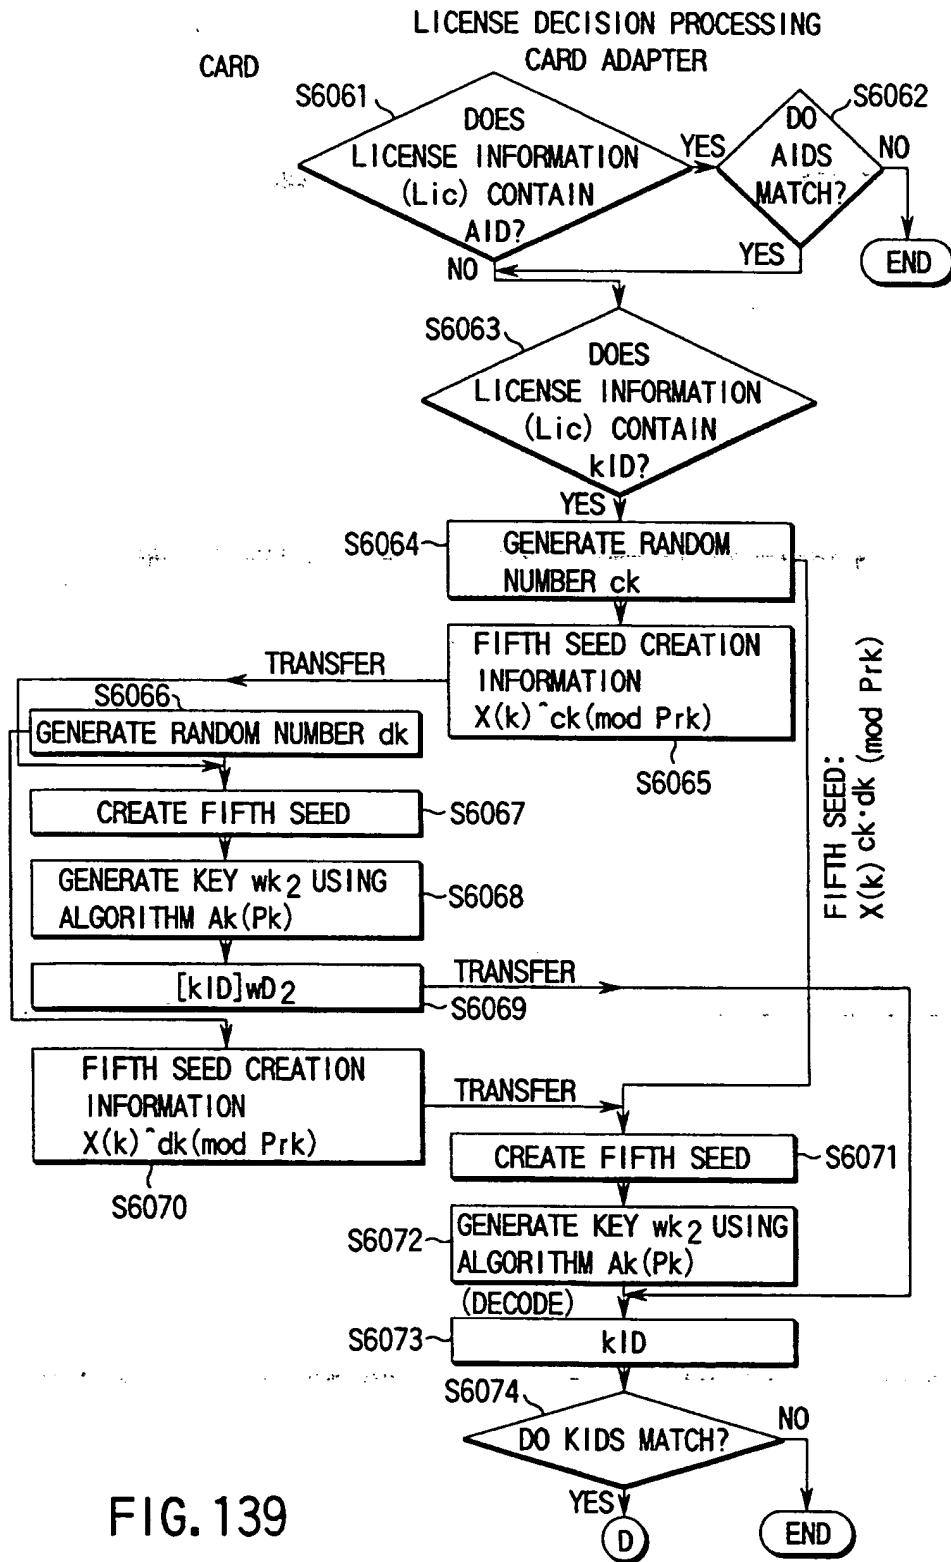 LICENSE DECISION PROCESSING
CARD
CARD ADAPTER
S6061
DOES
LICENSE INFORMATION
(Lic) CONTAIN
AID?
YES
S6062
DO
AIDS
MATCH?
NO
END
YES
NO
S6063
DOES
LICENSE INFORMATION
(Lic) CONTAIN
kID?
YES
S6064
GENERATE RANDOM
NUMBER ck
FIFTH SEED CREATION
INFORMATION
X(k)^ck(mod Prk)
S6065
TRANSFER
FIFTH SEED:
X(k)^ck·dk (mod Prk)
S6066
GENERATE RANDOM NUMBER dk
CREATE FIFTH SEED
S6067
GENERATE KEY wk2 USING
ALGORITHM Ak(Pk)
S6068
[kID]wD2
S6069
TRANSFER
FIFTH SEED CREATION
INFORMATION
X(k)^dk(mod Prk)
S6070
TRANSFER
CREATE FIFTH SEED
S6071
S6072
GENERATE KEY wk2 USING
ALGORITHM Ak(Pk)
(DECODE)
S6073
kID
S6074
DO KIDS MATCH?
NO
YES
D
END
FIG.139